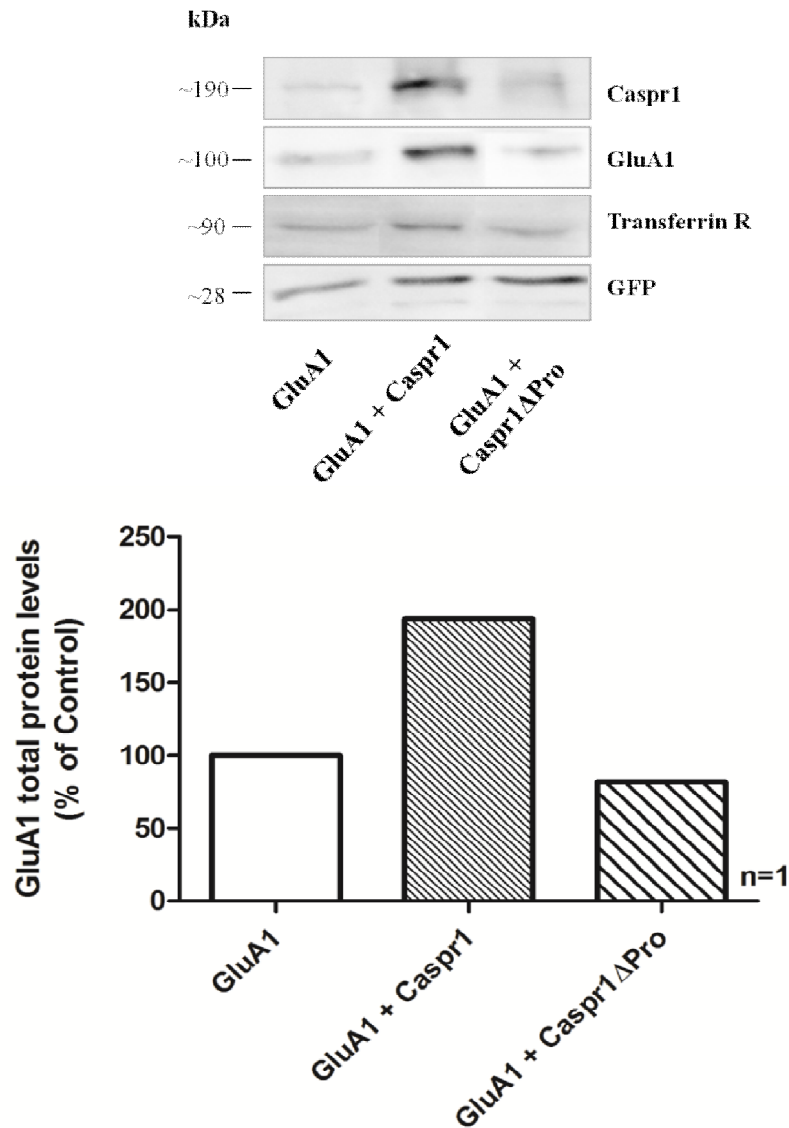 kDa
~190
Caspr1
~100
GluA1
~90
Transferrin R
~28
GFP
GluA1
GluA1 + Caspr1
GluA1 +
Caspr1ΔPro
GluA1 total protein levels
(% of Control)
250
200
150
100
50
0
n=1
GluA1
GluA1 + Caspr1
GluA1 + Caspr1ΔPro